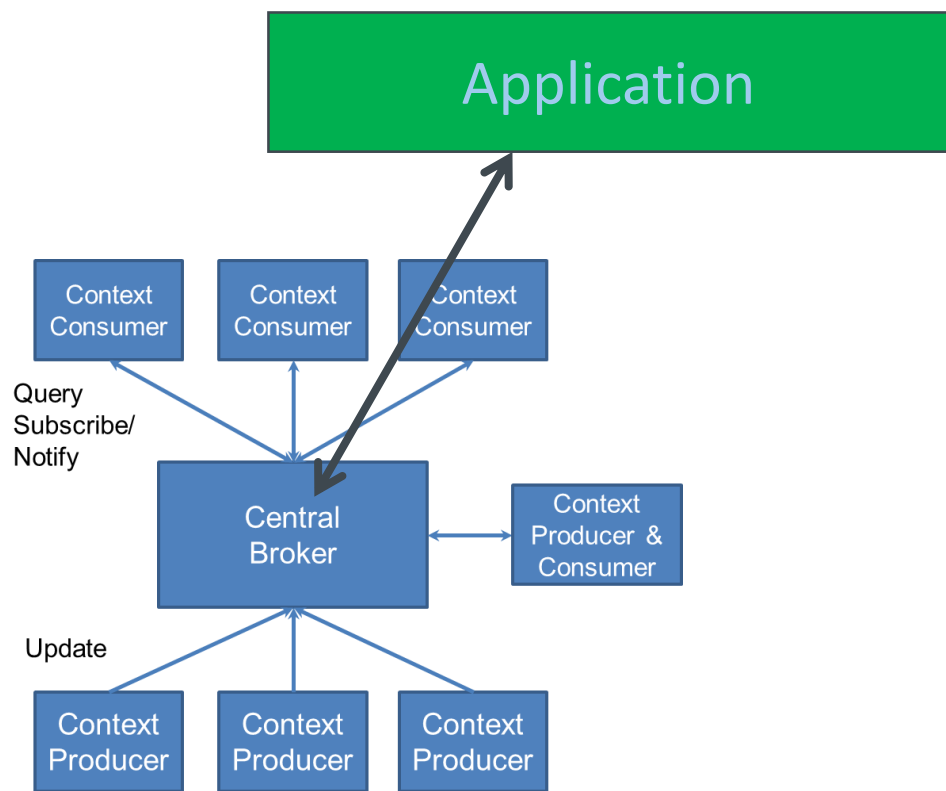 Application
Context
Consumer
Context
Consumer
Context
Consumer
Query
Subscribe/
Notify
Central
Broker
Context
Producer &
Consumer
Update
Context
Producer
Context
Producer
Context
Producer